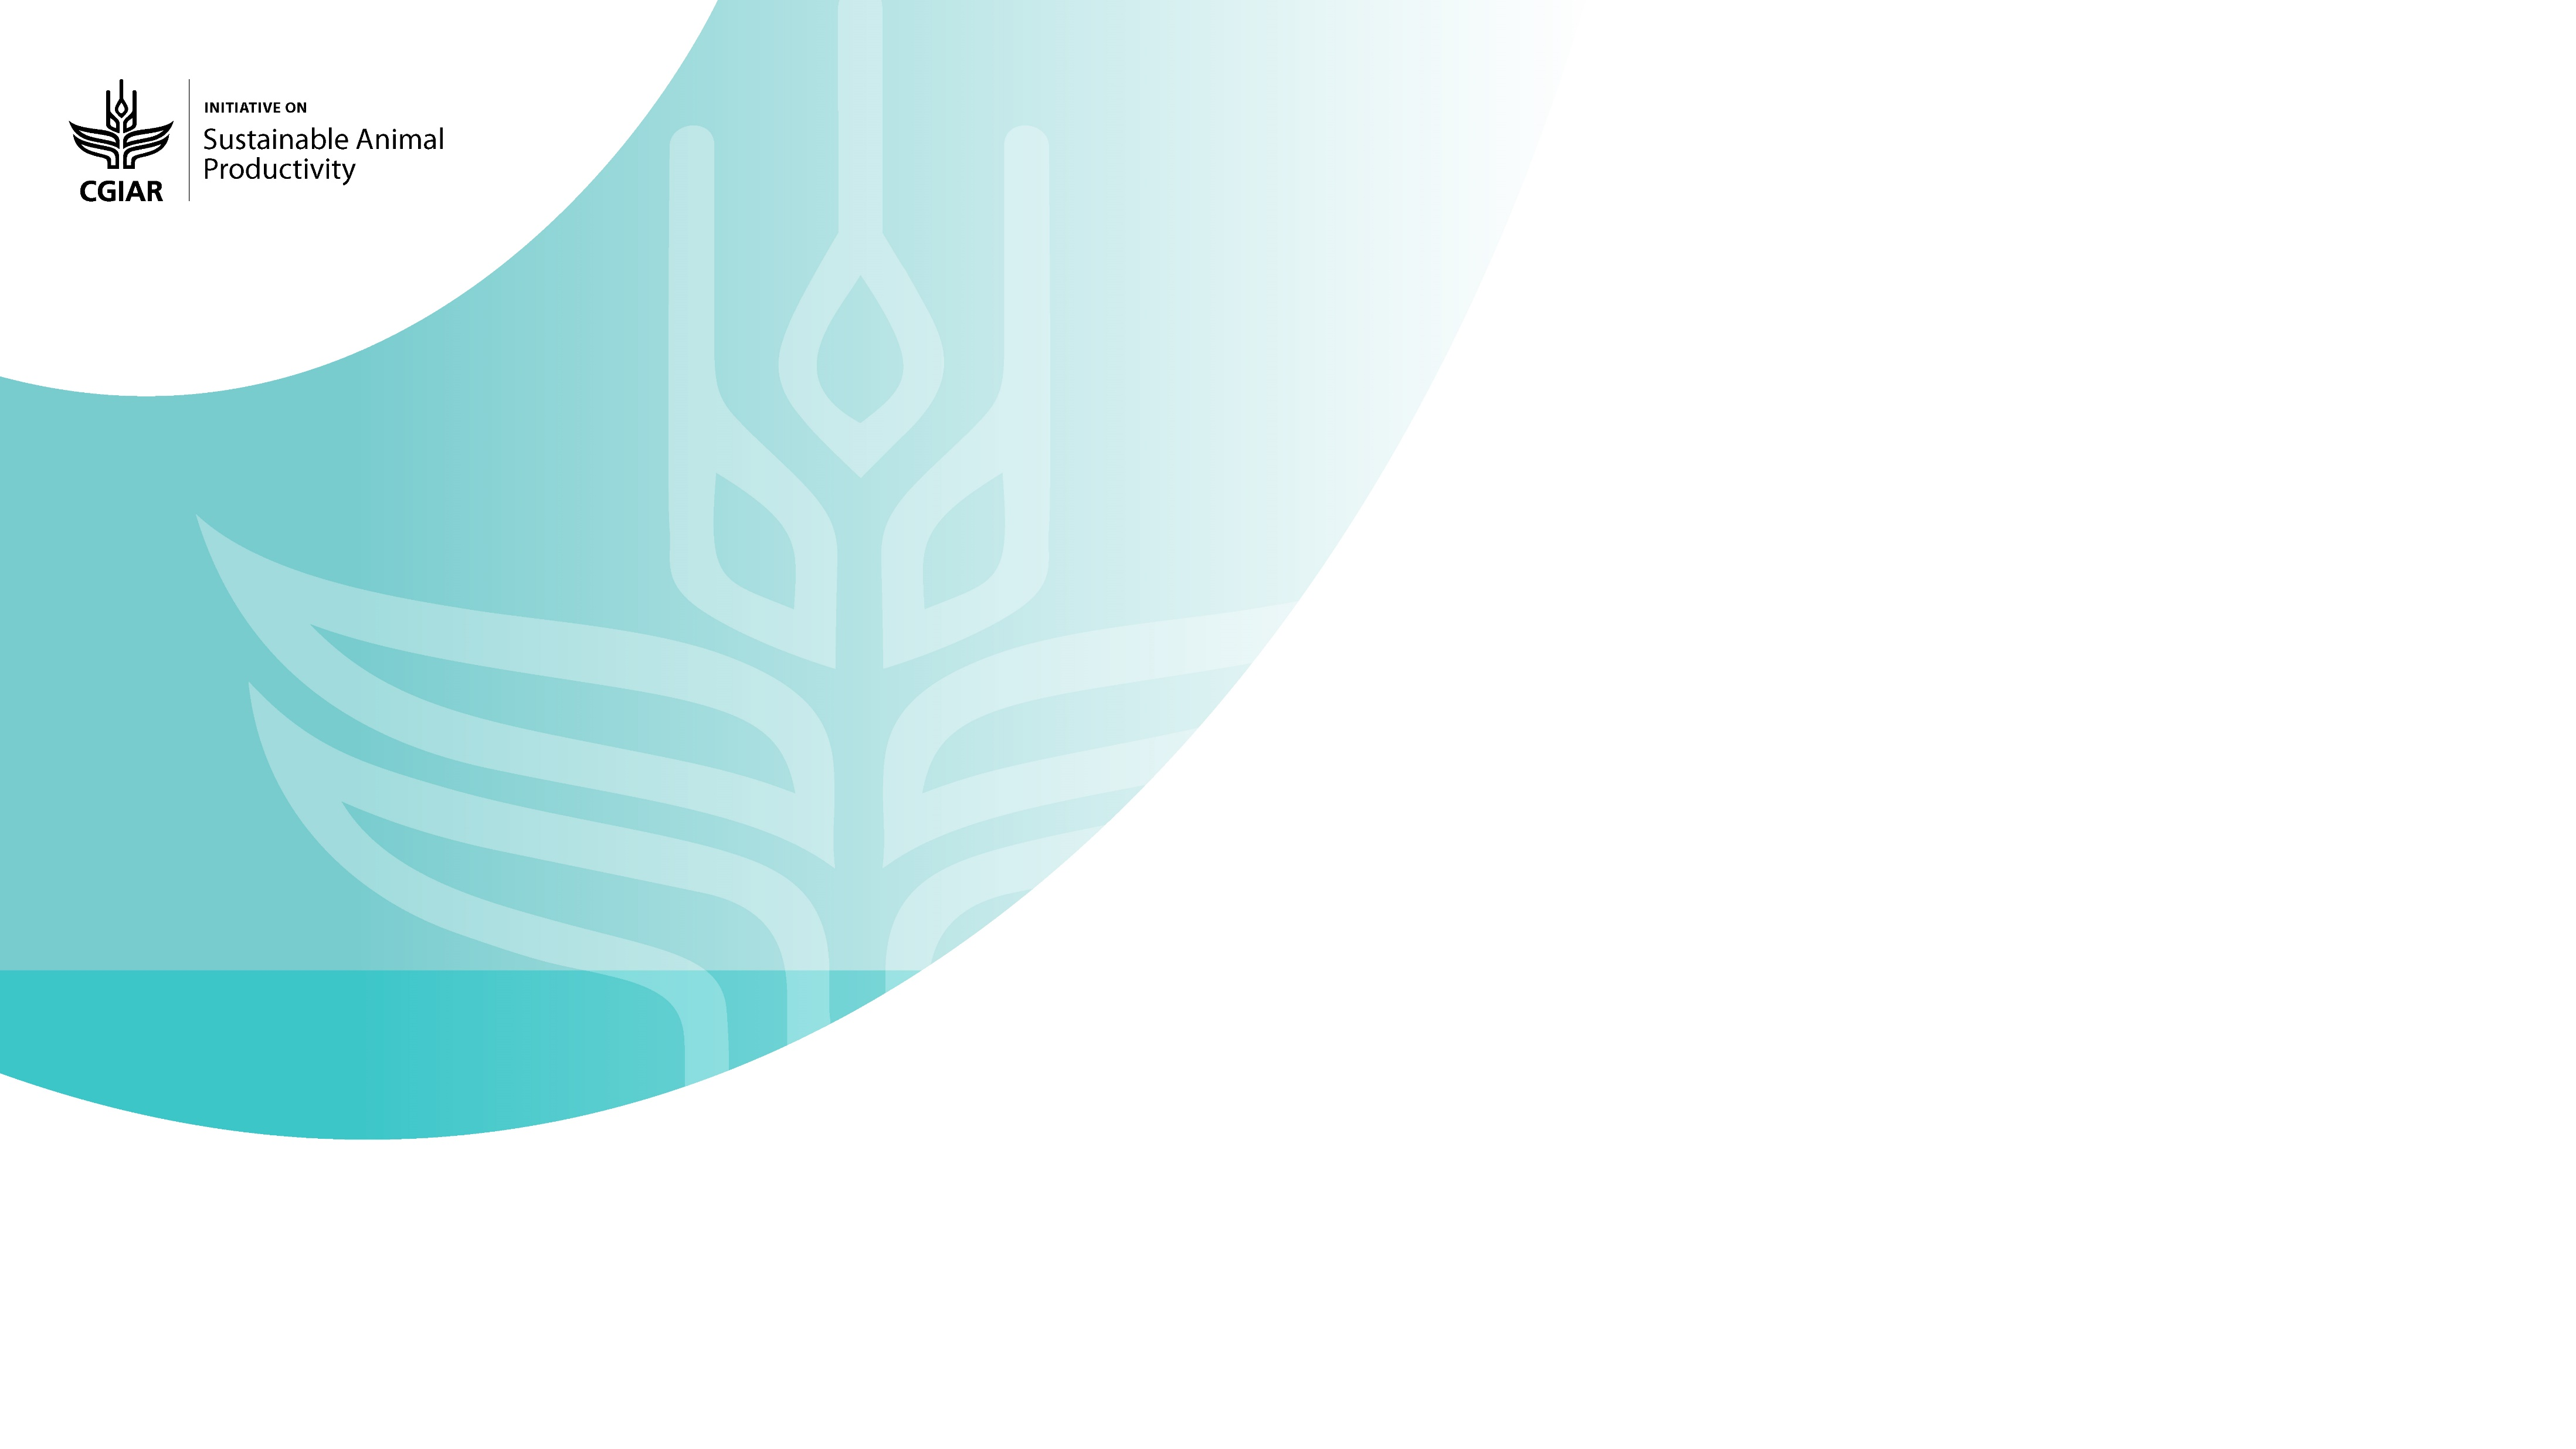 INITIATIVE ON
Sustainable Animal
Productivity
CGIAR